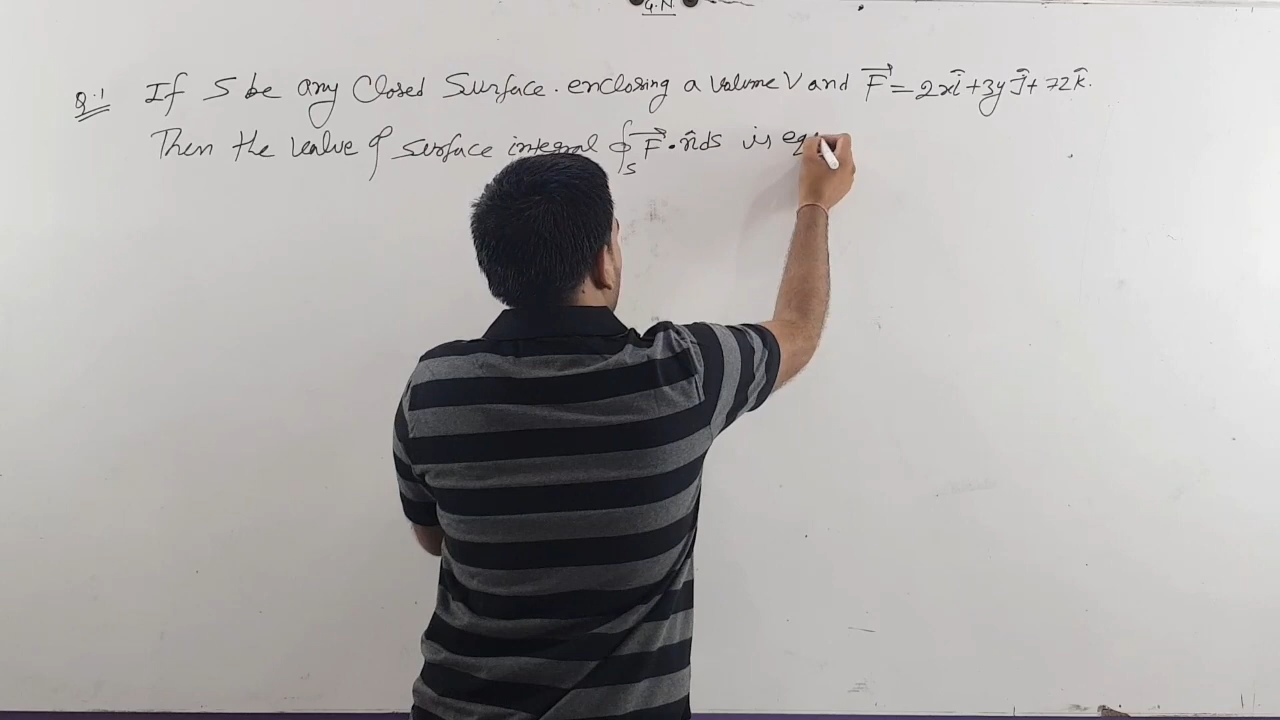 G.N
Q.1 If S be any Closed Surface. enclosing a Volume V and F⃗ = 2xî + 3yĵ + 7zk̂.
Then the Value of surface integral ∮S F⃗ · n̂ds is equ